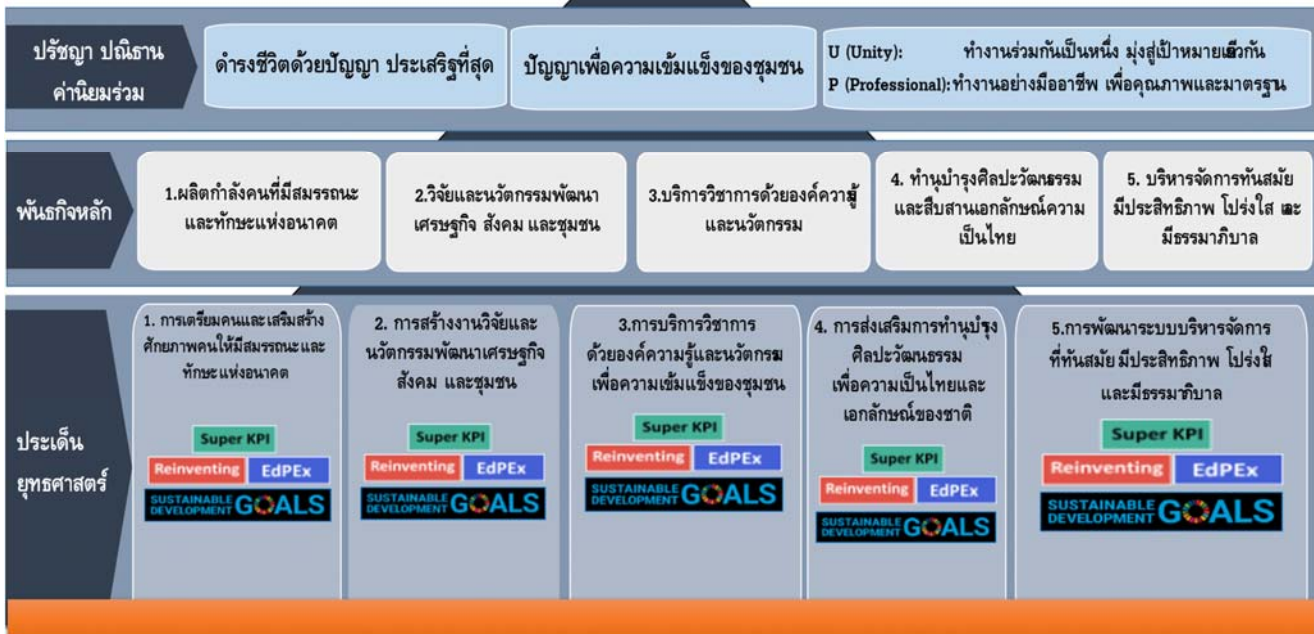 ปรัชญา ปณิธาน
ค่านิยมร่วม
ดำรงชีวิตด้วยปัญญา ประเสริฐที่สุด
ปัญญาเพื่อความเข้มแข็งของชุมชน
U (Unity): ทำงานร่วมกันเป็นหนึ่ง มุ่งสู่เป้าหมายเดียวกัน
P (Professional): ทำงานอย่างมืออาชีพ เพื่อคุณภาพและมาตรฐาน
พันธกิจหลัก
1.ผลิตกำลังคนที่มีสมรรถนะ
และทักษะแห่งอนาคต
2.วิจัยและนวัตกรรมพัฒนา
เศรษฐกิจ สังคม และชุมชน
3.บริการวิชาการด้วยองค์ความรู้
และนวัตกรรม
4. ทำนุบำรุงศิลปะวัฒนธรรม
และสืบสานเอกลักษณ์ความ
เป็นไทย
5. บริหารจัดการทันสมัย
มีประสิทธิภาพ โปร่งใส และ
มีธรรมาภิบาล
ประเด็น
ยุทธศาสตร์
1. การเตรียมคนและเสริมสร้าง
ศักยภาพคนให้มีสมรรถนะและ
ทักษะแห่งอนาคต
Super KPI
Reinventing EdPEx
SUSTAINABLE
DEVELOPMENT GOALS
2. การสร้างงานวิจัยและ
นวัตกรรมพัฒนาเศรษฐกิจ
สังคม และชุมชน
Super KPI
Reinventing EdPEx
SUSTAINABLE
DEVELOPMENT GOALS
3.การบริการวิชาการ
ด้วยองค์ความรู้และนวัตกรรม
เพื่อความเข้มแข็งของชุมชน
Super KPI
Reinventing EdPEx
SUSTAINABLE
DEVELOPMENT GOALS
4. การส่งเสริมการทำนุบำรุง
ศิลปะวัฒนธรรม
เพื่อความเป็นไทยและ
เอกลักษณ์ของชาติ
Super KPI
Reinventing EdPEx
SUSTAINABLE
DEVELOPMENT GOALS
5.การพัฒนาระบบบริหารจัดการ
ที่ทันสมัย มีประสิทธิภาพ โปร่งใส
และมีธรรมาภิบาล
Super KPI
Reinventing EdPEx
SUSTAINABLE
DEVELOPMENT GOALS